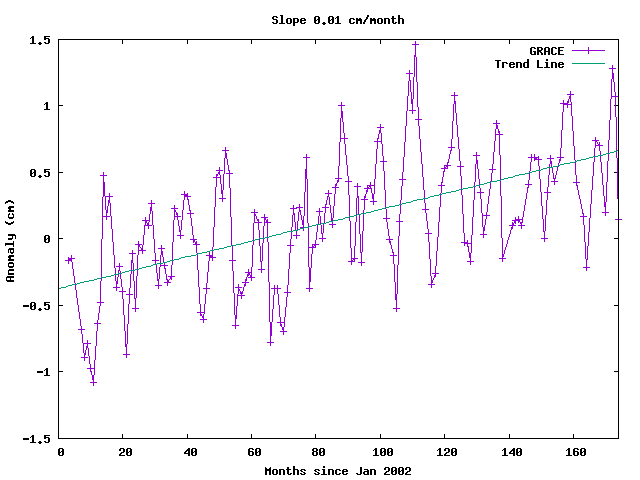 Slope 0.01 cm/month
GRACE
Trend Line
1.5
1
0.5
0
-0.5
-1
-1.5
Anomaly (cm)
0 20 40 60 80 100 120 140 160
Months since Jan 2002